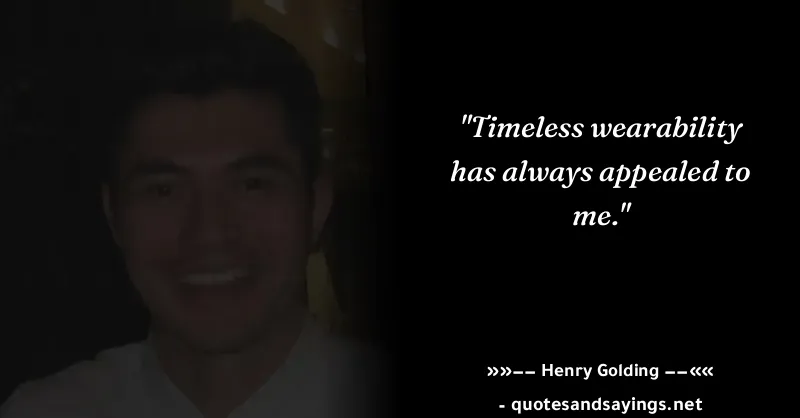 "Timeless wearability
has always appealed to
me."
»»−− Henry Golding −−««
- quotesandsayings.net